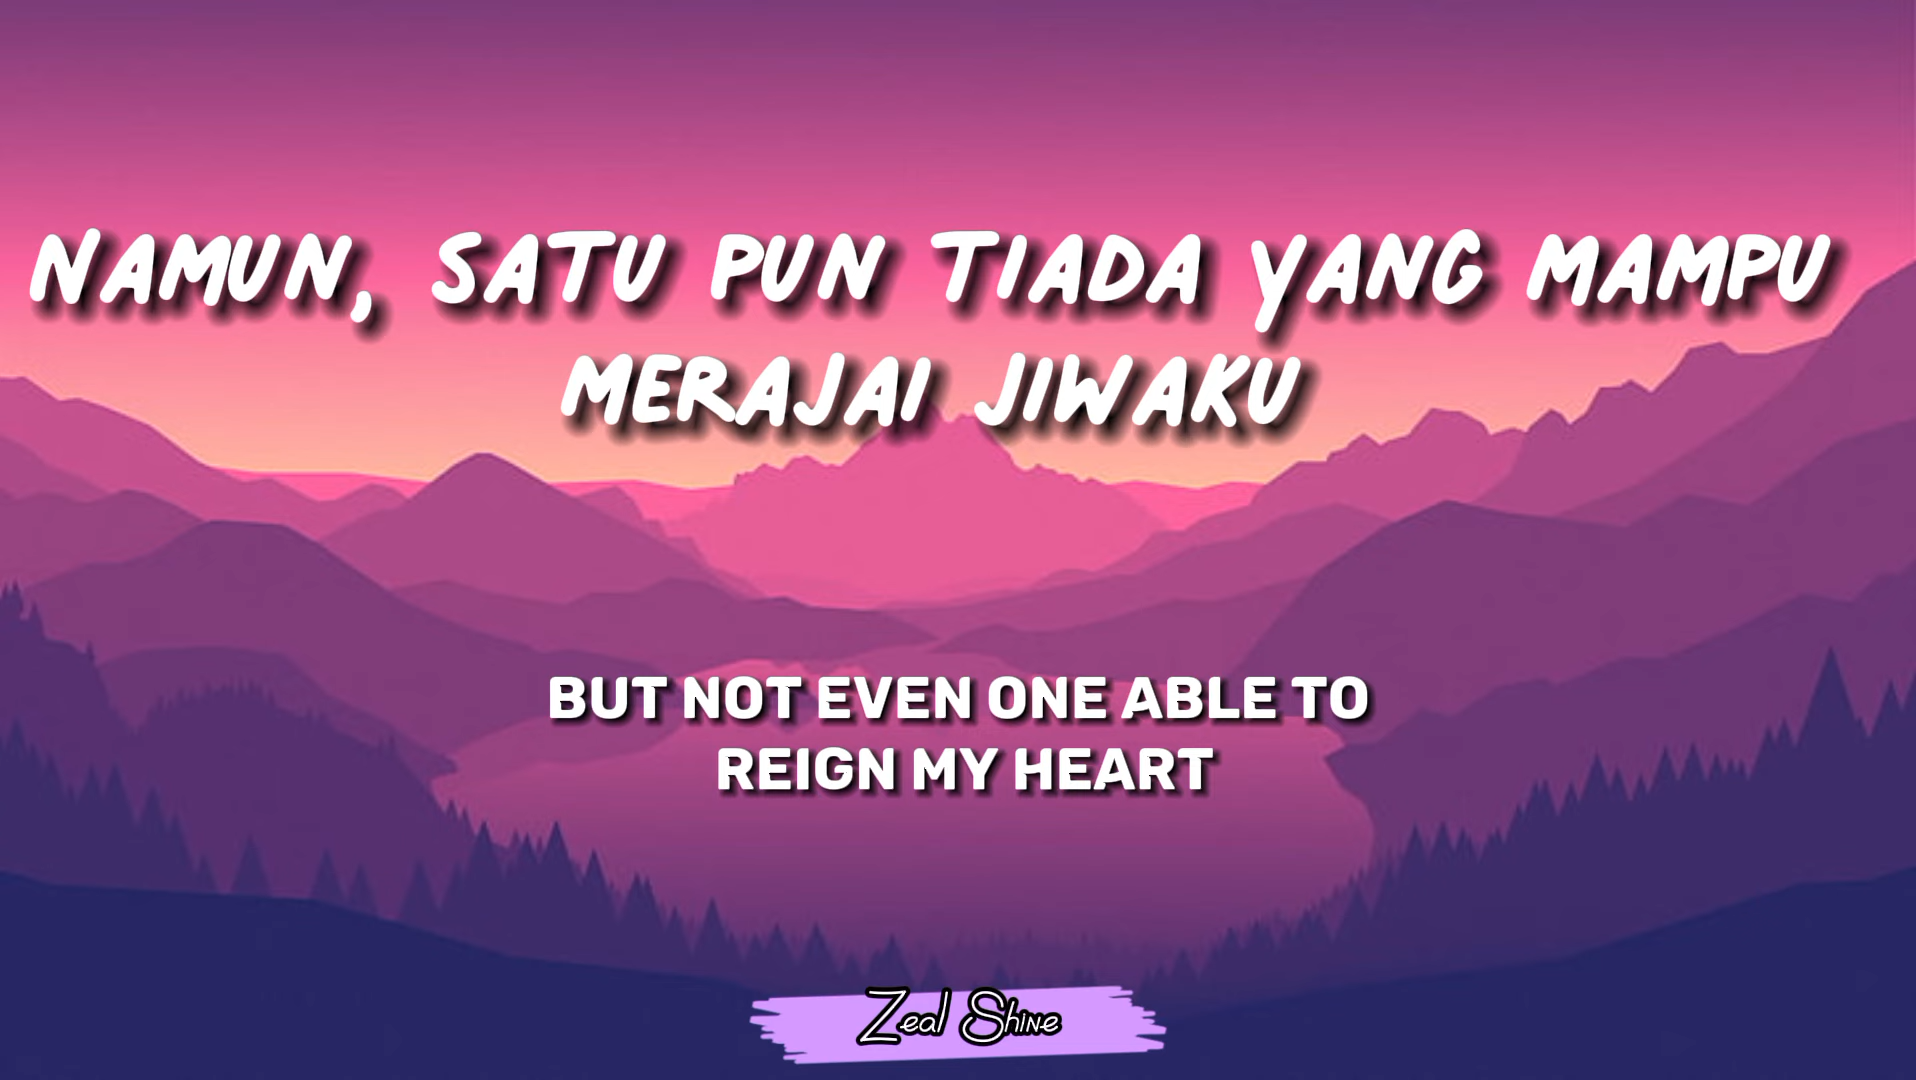 NAMUN, SATU PUN TIADA YANG MAMPU
MERAJAI JIWAKU
BUT NOT EVEN ONE ABLE TO
REIGN MY HEART
Zeal Shine